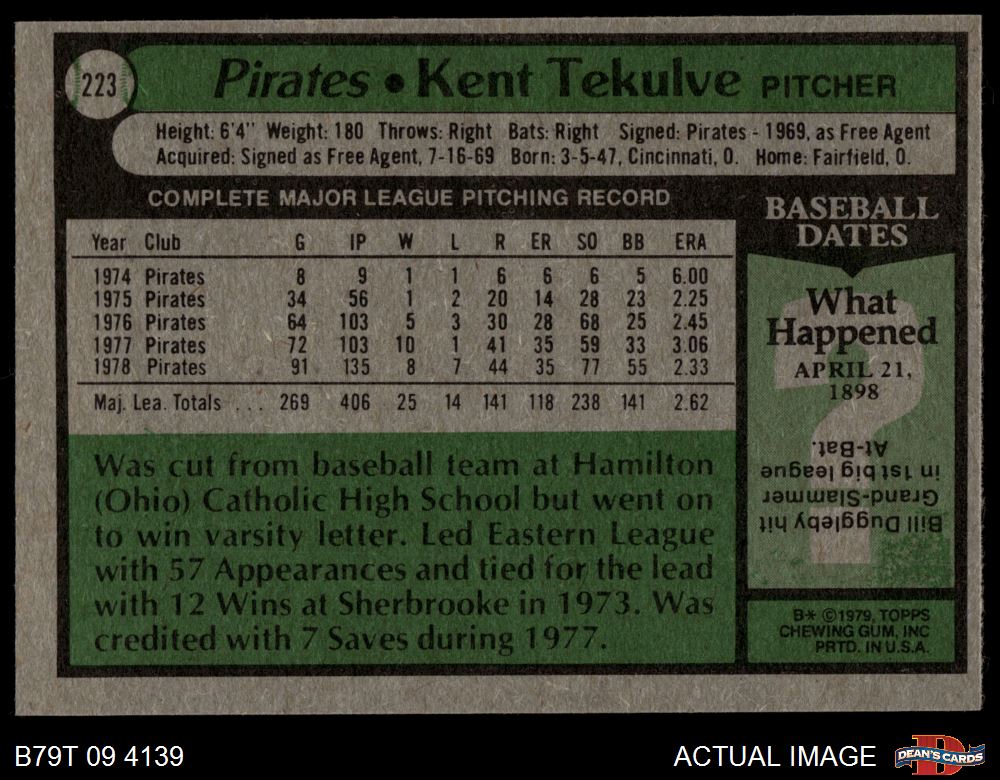 223
Pirates • Kent Tekulve PITCHER
Height: 6'4" Weight: 180 Throws: Right Bats: Right Signed: Pirates - 1969, as Free Agent
Acquired: Signed as Free Agent, 7-16-69 Born: 3-5-47, Cincinnati, O. Home: Fairfield, O.
COMPLETE MAJOR LEAGUE PITCHING RECORD
Year Club G IP W L R ER SO BB ERA
1974 Pirates 8 9 1 1 6 6 6 5 6.00
1975 Pirates 34 56 1 2 20 14 28 23 2.25
1976 Pirates 64 103 5 3 30 28 68 25 2.45
1977 Pirates 72 103 10 1 41 35 59 33 3.06
1978 Pirates 91 135 8 7 44 35 77 55 2.33
Maj. Lea. Totals . . . 269 406 25 14 141 118 238 141 2.62
Was cut from baseball team at Hamilton
(Ohio) Catholic High School but went on
to win varsity letter. Led Eastern League
with 57 Appearances and tied for the lead
with 12 Wins at Sherbrooke in 1973. Was
credited with 7 Saves during 1977.
BASEBALL
DATES
What
Happened
APRIL 21,
1898
Bill Duggleby hit
Grand-Slammer
in 1st big league
At-Bat.
B* ©1979, TOPPS
CHEWING GUM, INC
PRTD. IN U.S.A.
B79T 09 4139
ACTUAL IMAGE
DEAN'S CARDS